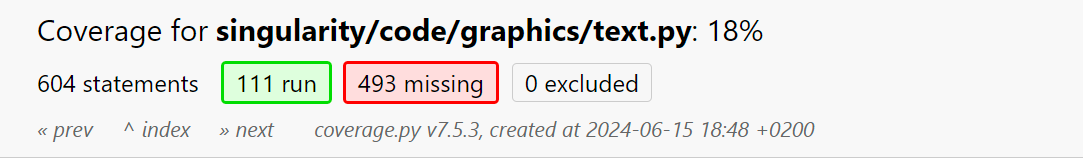 Coverage for singularity/code/graphics/text.py: 18%
604 statements 111 run 493 missing 0 excluded
« prev ^ index » next coverage.py v7.5.3, created at 2024-06-15 18:48 +0200